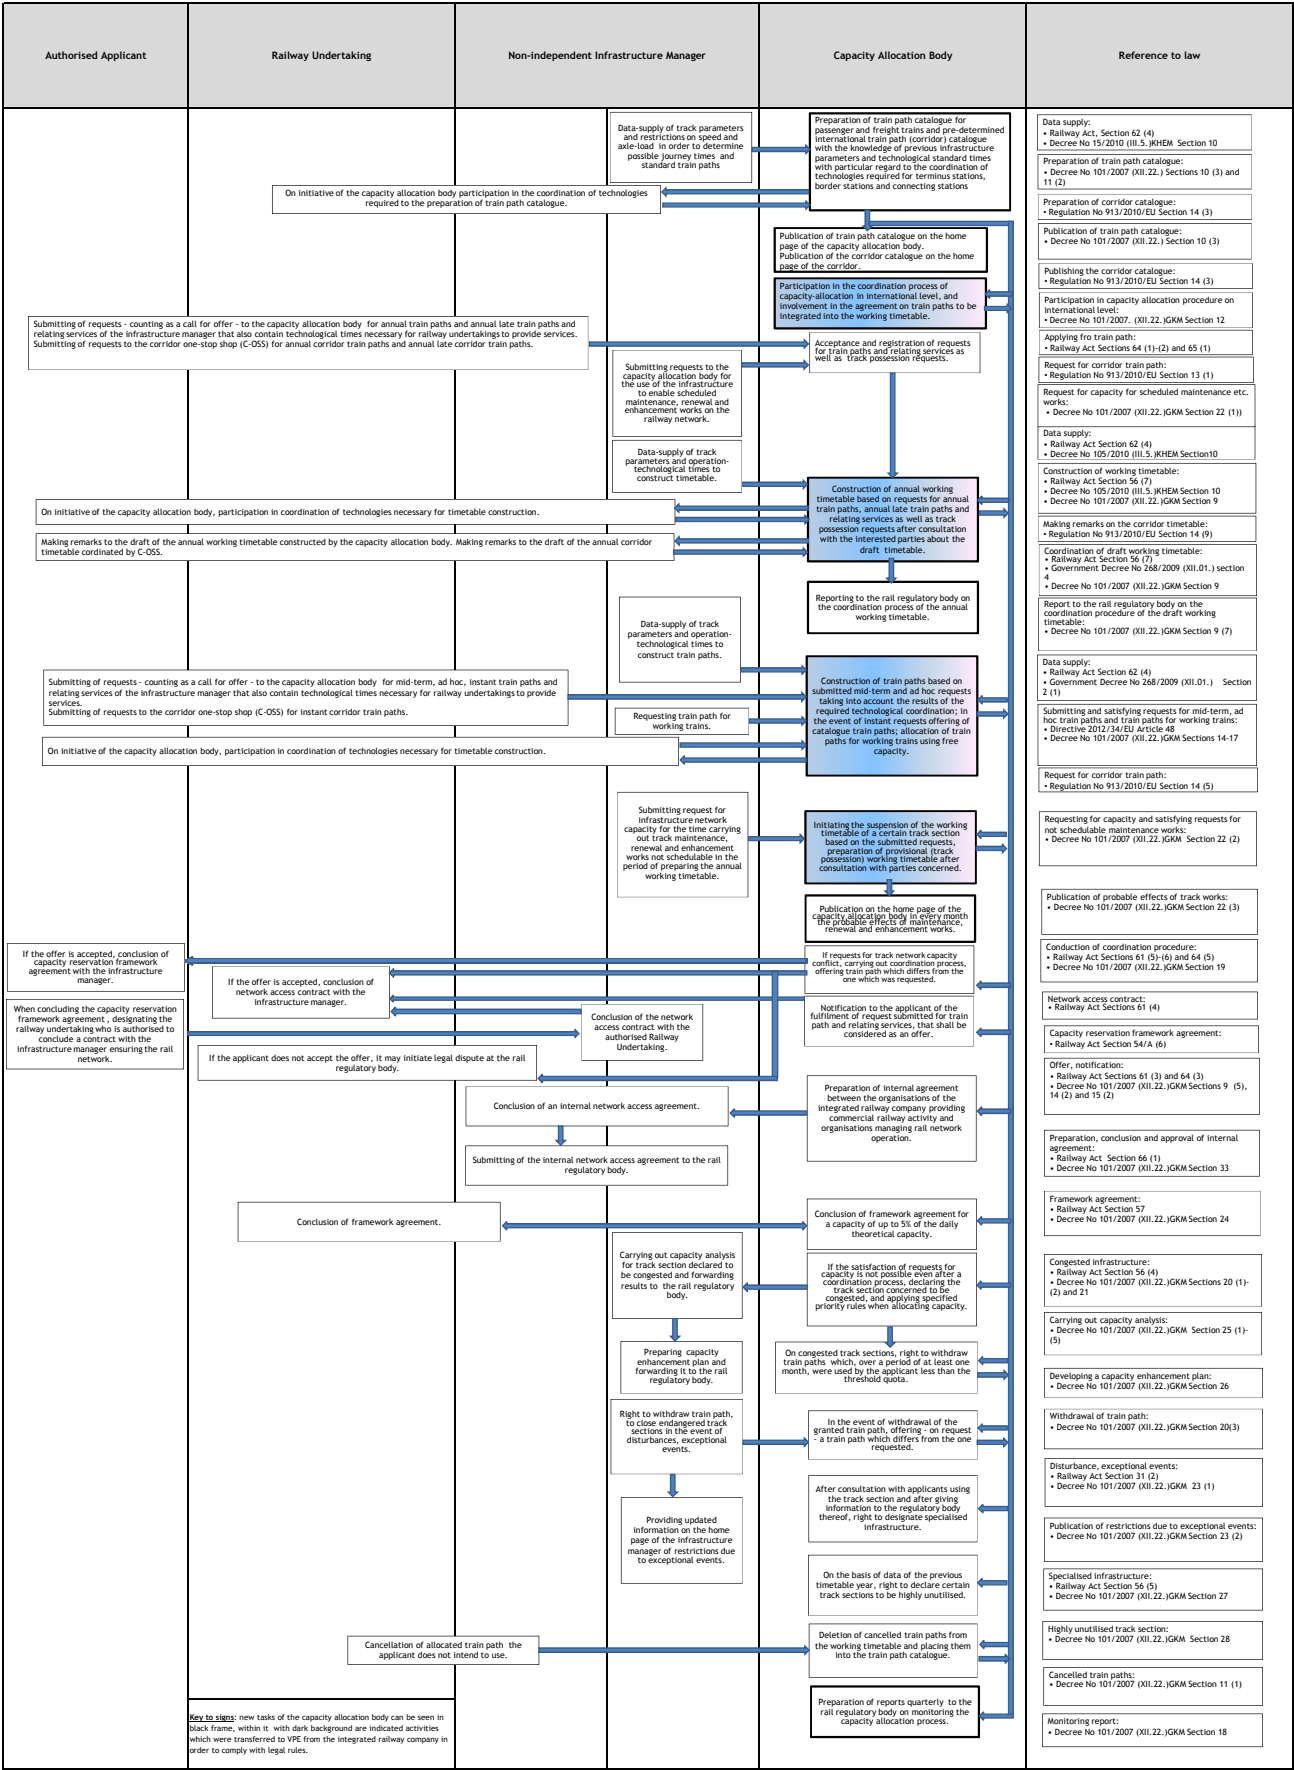 Authorised Applicant
Railway Undertaking
Non-independent Infrastructure Manager
Capacity Allocation Body
Reference to law
Data-supply of track parameters
and restrictions on speed and
axle-load in order to determine
possible journey times and
standard train paths
Preparation of train path catalogue for
passenger and freight trains and pre-determined
international train path (corridor) catalogue
with the knowledge of previous infrastructure
parameters and technological standard times
with particular regard to the coordination of
technologies required for terminus stations,
border stations and connecting stations
On initiative of the capacity allocation body participation in the coordination of technologies
required to the preparation of train path catalogue.
Publication of train path catalogue on the home
page of the capacity allocation body.
Publication of the corridor catalogue on the home
page of the corridor.
Participation in the coordination process of
capacity-allocation in international level, and
involvement in the agreement on train paths to be
integrated into the working timetable.
Submitting of requests - counting as a call for offer - to the capacity allocation body for annual train paths and annual late train paths and
relating services of the infrastructure manager that also contain technological times necessary for railway undertakings to provide services.
Submitting of requests to the corridor one-stop shop (C-OSS) for annual corridor train paths and annual late corridor train paths.
Acceptance and registration of requests
for train paths and relating services as
well as track possession requests.
Submitting requests to the
capacity allocation body for
the use of the infrastructure
to enable scheduled
maintenance, renewal and
enhancement works on the
railway network.
Data-supply of track
parameters and operation-
technological times to
construct timetable.
Construction of annual working
timetable based on requests for annual
train paths, annual late train paths and
relating services as well as track
possession requests after consultation
with the interested parties about the
draft timetable.
On initiative of the capacity allocation body, participation in coordination of technologies necessary for timetable construction.
Making remarks to the draft of the annual working timetable constructed by the capacity allocation body. Making remarks to the draft of the annual corridor
timetable cordinated by C-OSS.
Reporting to the rail regulatory body on
the coordination process of the annual
working timetable.
Data-supply of track
parameters and operation-
technological times to
construct train paths.
Submitting of requests - counting as a call for offer - to the capacity allocation body for mid-term, ad hoc, instant train paths and
relating services of the infrastructure manager that also contain technological times necessary for railway undertakings to provide
services.
Submitting of requests to the corridor one-stop shop (C-OSS) for instant corridor train paths.
Requesting train path for
working trains.
Construction of train paths based on
submitted mid-term and ad hoc requests
taking into account the results of the
required technological coordination; in
the event of instant requests offering of
catalogue train paths; allocation of train
paths for working trains using free
capacity.
On initiative of the capacity allocation body, participation in coordination of technologies necessary for timetable construction.
Submitting request for
infrastructure network
capacity for the time carrying
out track maintenance,
renewal and enhancement
works not schedulable in the
period of preparing the annual
working timetable.
Initiating the suspension of the working
timetable of a certain track section
based on the submitted requests,
preparation of provisional (track
possession) working timetable after
consultation with parties concerned.
Publication on the home page of the
capacity allocation body in every month
the probable effects of maintenance,
renewal and enhancement works.
If the offer is accepted, conclusion of
capacity reservation framework
agreement with the infrastructure
manager.
If the offer is accepted, conclusion of
network access contract with the
infrastructure manager.
If requests for track network capacity
conflict, carrying out coordination process,
offering train path which differs from the
one which was requested.
When concluding the capacity reservation
framework agreement , designating the
railway undertaking who is authorised to
conclude a contract with the
infrastructure manager ensuring the rail
network.
Conclusion of the network
access contract with the
authorised Railway
Undertaking.
Notification to the applicant of the
fulfilment of request submitted for train
path and relating services, that shall be
considered as an offer.
If the applicant does not accept the offer, it may initiate legal dispute at the rail
regulatory body.
Conclusion of an internal network access agreement.
Preparation of internal agreement
between the organisations of the
integrated railway company providing
commercial railway activity and
organisations managing rail network
operation.
Submitting of the internal network access agreement to the rail
regulatory body.
Conclusion of framework agreement.
Conclusion of framework agreement for
a capacity of up to 5% of the daily
theoretical capacity.
Carrying out capacity analysis
for track section declared to
be congested and forwarding
results to the rail regulatory
body.
If the satisfaction of requests for
capacity is not possible even after a
coordination process, declaring the
track section concerned to be
congested, and applying specified
priority rules when allocating capacity.
Preparing capacity
enhancement plan and
forwarding it to the rail
regulatory body.
On congested track sections, right to withdraw
train paths which, over a period of at least one
month, were used by the applicant less than the
threshold quota.
Right to withdraw train path,
to close endangered track
sections in the event of
disturbances, exceptional
events.
In the event of withdrawal of the
granted train path, offering - on request
- a train path which differs from the one
requested.
Providing updated
information on the home
page of the infrastructure
manager of restrictions due
to exceptional events.
After consultation with applicants using
the track section and after giving
information to the regulatory body
thereof, right to designate specialised
infrastructure.
On the basis of data of the previous
timetable year, right to declare certain
track sections to be highly unutilised.
Cancellation of allocated train path the
applicant does not intend to use.
Deletion of cancelled train paths from
the working timetable and placing them
into the train path catalogue.
Preparation of reports quarterly to the
rail regulatory body on monitoring the
capacity allocation process.
Key to signs: new tasks of the capacity allocation body can be seen in
black frame, within it with dark background are indicated activities
which were transferred to VPE from the integrated railway company in
order to comply with legal rules.
Data supply:
• Railway Act, Section 62 (4)
• Decree No 15/2010 (III.5.)KHEM Section 10
Preparation of train path catalogue:
• Decree No 101/2007 (XII.22.) Sections 10 (3) and
11 (2)
Preparation of corridor catalogue:
• Regulation No 913/2010/EU Section 14 (3)
Publication of train path catalogue:
• Decree No 101/2007 (XII.22.) Section 10 (3)
Publishing the corridor catalogue:
• Regulation No 913/2010/EU Section 14 (3)
Participation in capacity allocation procedure on
international level:
• Decree No 101/2007. (XII.22.)GKM Section 12
Applying fro train path:
• Railway Act Sections 64 (1)-(2) and 65 (1)
Request for corridor train path:
• Regulation No 913/2010/EU Section 13 (1)
Request for capacity for scheduled maintenance etc.
works:
• Decree No 101/2007 (XII.22.)GKM Section 22 (1))
Data supply:
• Railway Act Section 62 (4)
• Decree No 105/2010 (III.5.)KHEM Section10
Construction of working timetable:
• Railway Act Section 56 (7)
• Decree No 105/2010 (III.5.)KHEM Section 10
• Decree No 101/2007 (XII.22.)GKM Section 9
Making remarks on the corridor timetable:
• Regulation No 913/2010/EU Section 14 (9)
Coordination of draft working timetable:
• Railway Act Section 56 (7)
• Government Decree No 268/2009 (XII.01.) section
4
• Decree No 101/2007 (XII.22.)GKM Section 9
Report to the rail regulatory body on the
coordination procedure of the draft working
timetable:
• Decree No 101/2007 (XII.22.)GKM Section 9 (7)
Data supply:
• Railway Act Section 62 (4)
• Government Decree No 268/2009 (XII.01.) Section
2 (1)
Submitting and satisfying requests for mid-term, ad
hoc train paths and train paths for working trains:
• Directive 2012/34/EU Article 48
• Decree No 101/2007 (XII.22.)GKM Sections 14-17
Request for corridor train path:
• Regulation No 913/2010/EU Section 14 (5)
Requesting for capacity and satisfying requests for
not schedulable maintenance works:
• Decree No 101/2007 (XII.22.)GKM Section 22 (2)
Publication of probable effects of track works:
• Decree No 101/2007 (XII.22.)GKM Section 22 (3)
Conduction of coordination procedure:
• Railway Act Sections 61 (5)-(6) and 64 (5)
• Decree No 101/2007 (XII.22.)GKM Section 19
Network access contract:
• Railway Act Sections 61 (4)
Capacity reservation framework agreement:
• Railway Act Section 54/A (6)
Offer, notification:
• Railway Act Sections 61 (3) and 64 (3)
• Decree No 101/2007 (XII.22.)GKM Sections 9 (5),
14 (2) and 15 (2)
Preparation, conclusion and approval of internal
agreement:
• Railway Act Section 66 (1)
• Decree No 101/2007 (XII.22.)GKM Section 33
Framework agreement:
• Railway Act Section 57
• Decree No 101/2007 (XII.22.)GKM Section 24
Congested infrastructure:
• Railway Act Section 56 (4)
• Decree No 101/2007 (XII.22.)GKM Sections 20 (1)-
(2) and 21
Carrying out capacity analysis:
• Decree No 101/2007 (XII.22.)GKM Section 25 (1)-
(5)
Developing a capacity enhancement plan:
• Decree No 101/2007 (XII.22.)GKM Section 26
Withdrawal of train path:
• Decree No 101/2007 (XII.22.)GKM Section 20(3)
Disturbance, exceptional events:
• Railway Act Section 31 (2)
• Decree No 101/2007 (XII.22.)GKM 23 (1)
Publication of restrictions due to exceptional events:
• Decree No 101/2007 (XII.22.)GKM Section 23 (2)
Specialised infrastructure:
• Railway Act Section 56 (5)
• Decree No 101/2007 (XII.22.)GKM Section 27
Highly unutilised track section:
• Decree No 101/2007 (XII.22.)GKM Section 28
Cancelled train paths:
• Decree No 101/2007 (XII.22.)GKM Section 11 (1)
Monitoring report:
• Decree No 101/2007 (XII.22.)GKM Section 18